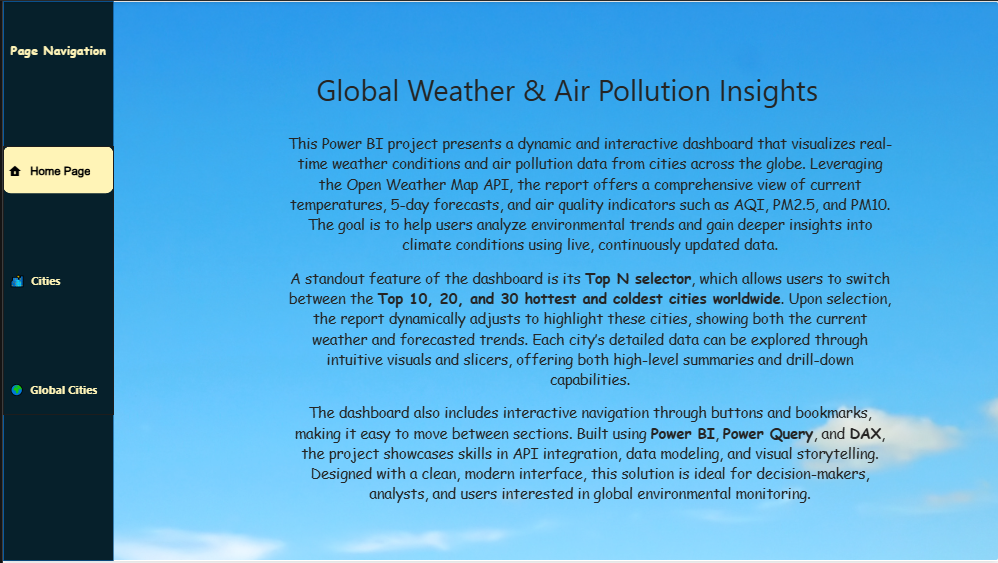 Page Navigation
Home Page
Cities
Global Cities
Global Weather & Air Pollution Insights
This Power BI project presents a dynamic and interactive dashboard that visualizes real-
time weather conditions and air pollution data from cities across the globe. Leveraging
the Open Weather Map API, the report offers a comprehensive view of current
temperatures, 5-day forecasts, and air quality indicators such as AQI, PM2.5, and PM10.
The goal is to help users analyze environmental trends and gain deeper insights into
climate conditions using live, continuously updated data.
A standout feature of the dashboard is its Top N selector, which allows users to switch
between the Top 10, 20, and 30 hottest and coldest cities worldwide. Upon selection,
the report dynamically adjusts to highlight these cities, showing both the current
weather and forecasted trends. Each city's detailed data can be explored through
intuitive visuals and slicers, offering both high-level summaries and drill-down
capabilities.
The dashboard also includes interactive navigation through buttons and bookmarks,
making it easy to move between sections. Built using Power BI, Power Query, and DAX,
the project showcases skills in API integration, data modeling, and visual storytelling.
Designed with a clean, modern interface, this solution is ideal for decision-makers,
analysts, and users interested in global environmental monitoring.